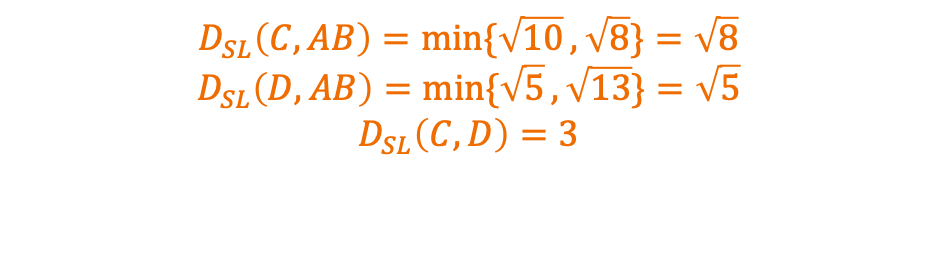 D_SL(C, AB) = min{√10, √8} = √8
D_SL(D, AB) = min{√5, √13} = √5
D_SL(C, D) = 3